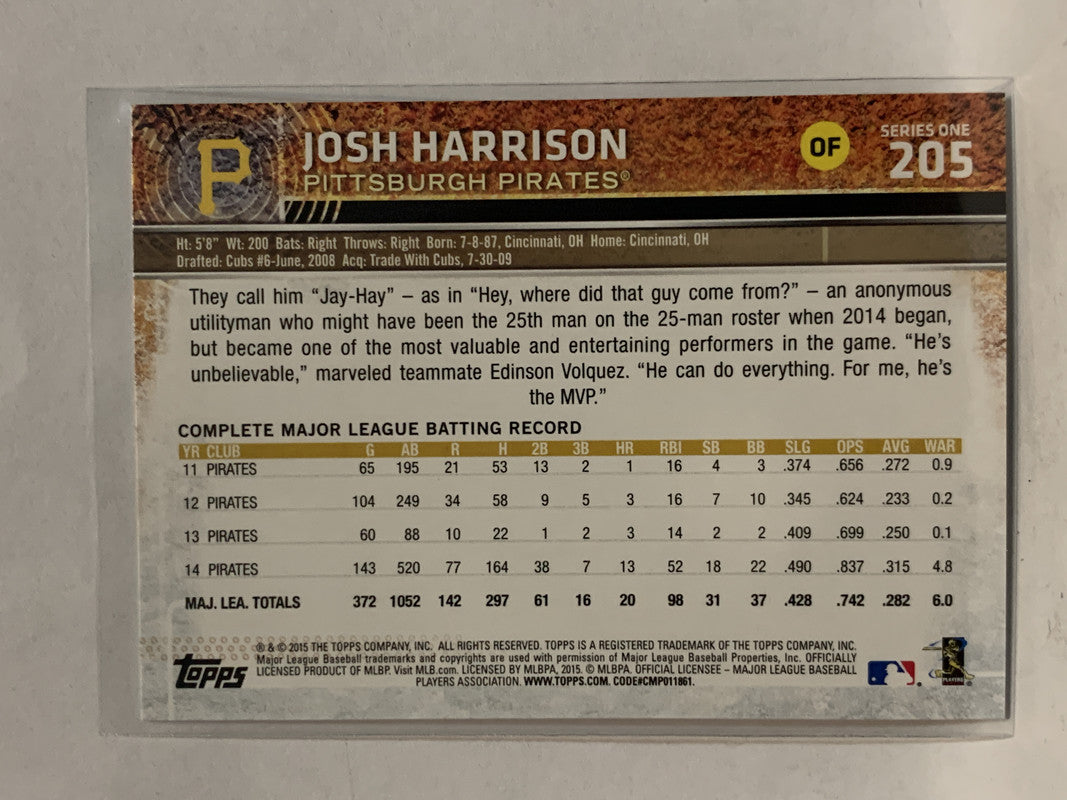 P
JOSH HARRISON
PITTSBURGH PIRATES®
OF
SERIES ONE
205
Ht: 5'8" Wt: 200 Bats: Right Throws: Right Born: 7-8-87, Cincinnati, OH Home: Cincinnati, OH
Drafted: Cubs #6-June, 2008 Acq: Trade With Cubs, 7-30-09
They call him “Jay-Hay” – as in “Hey, where did that guy come from?” – an anonymous
utilityman who might have been the 25th man on the 25-man roster when 2014 began,
but became one of the most valuable and entertaining performers in the game. “He's
unbelievable,” marveled teammate Edinson Volquez. “He can do everything. For me, he's
the MVP.”
COMPLETE MAJOR LEAGUE BATTING RECORD
YR CLUB G AB R H 2B 3B HR RBI SB BB SLG OPS AVG WAR
11 PIRATES 65 195 21 53 13 2 1 16 4 3 .374 .656 .272 0.9
12 PIRATES 104 249 34 58 9 5 3 16 7 10 .345 .624 .233 0.2
13 PIRATES 60 88 10 22 1 2 3 14 2 2 .409 .699 .250 0.1
14 PIRATES 143 520 77 164 38 7 13 52 18 22 .490 .837 .315 4.8
MAJ. LEA. TOTALS 372 1052 142 297 61 16 20 98 31 37 .428 .742 .282 6.0
Topps
® & © 2015 THE TOPPS COMPANY, INC. ALL RIGHTS RESERVED. TOPPS IS A REGISTERED TRADEMARK OF THE TOPPS COMPANY, INC.
Major League Baseball trademarks and copyrights are used with permission of Major League Baseball Properties, Inc. OFFICIALLY
LICENSED PRODUCT OF MLBP. Visit MLB.com. LICENSED BY MLBPA, 2015. © MLBPA. OFFICIAL LICENSEE – MAJOR LEAGUE BASEBALL
PLAYERS ASSOCIATION. WWW.TOPPS.COM. CODE#CMP011861.
PLAYERS